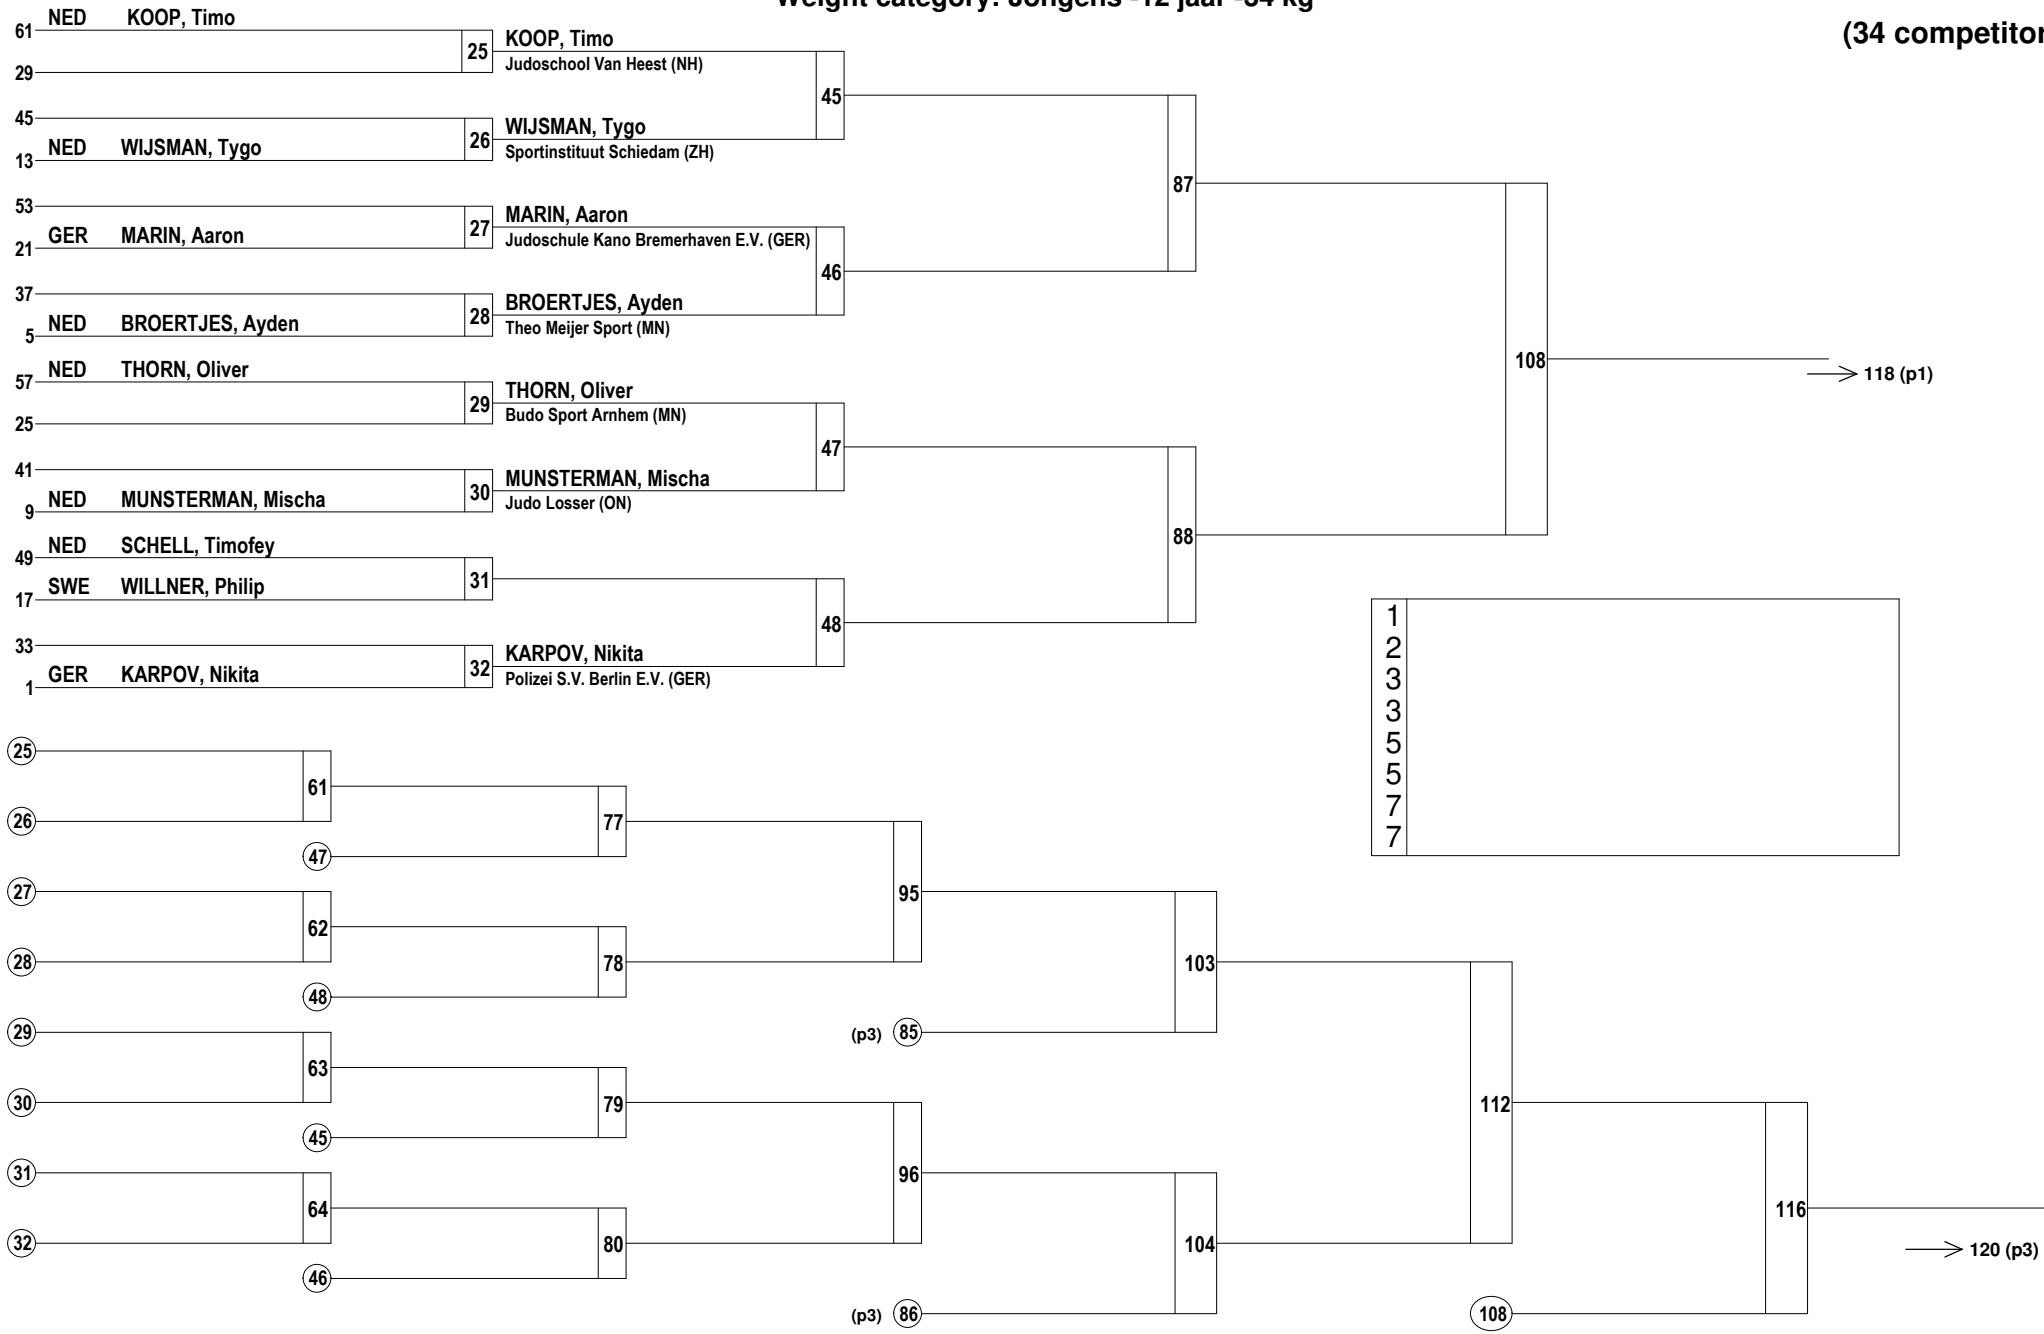 Weight category: Jongens -12 jaar -34 kg
(34 competitor
61 NED KOOP, Timo
29
25
KOOP, Timo
Judoschool Van Heest (NH)
45
45
13 NED WIJSMAN, Tygo
26
WIJSMAN, Tygo
Sportinstituut Schiedam (ZH)
87
53
21 GER MARIN, Aaron
27
MARIN, Aaron
Judoschule Kano Bremerhaven E.V. (GER)
46
37
5 NED BROERTJES, Ayden
28
BROERTJES, Ayden
Theo Meijer Sport (MN)
108
118 (p1)
57 NED THORN, Oliver
25
29
THORN, Oliver
Budo Sport Arnhem (MN)
47
41
9 NED MUNSTERMAN, Mischa
30
MUNSTERMAN, Mischa
Judo Losser (ON)
88
49 NED SCHELL, Timofey
17 SWE WILLNER, Philip
31
48
33
1 GER KARPOV, Nikita
32
KARPOV, Nikita
Polizei S.V. Berlin E.V. (GER)
1
2
3
3
5
5
7
7
25
61
26
77
47
95
27
62
28
78
48
103
(p3) 85
29
63
30
79
45
112
96
31
64
32
80
46
104
116
120 (p3)
(p3) 86
108